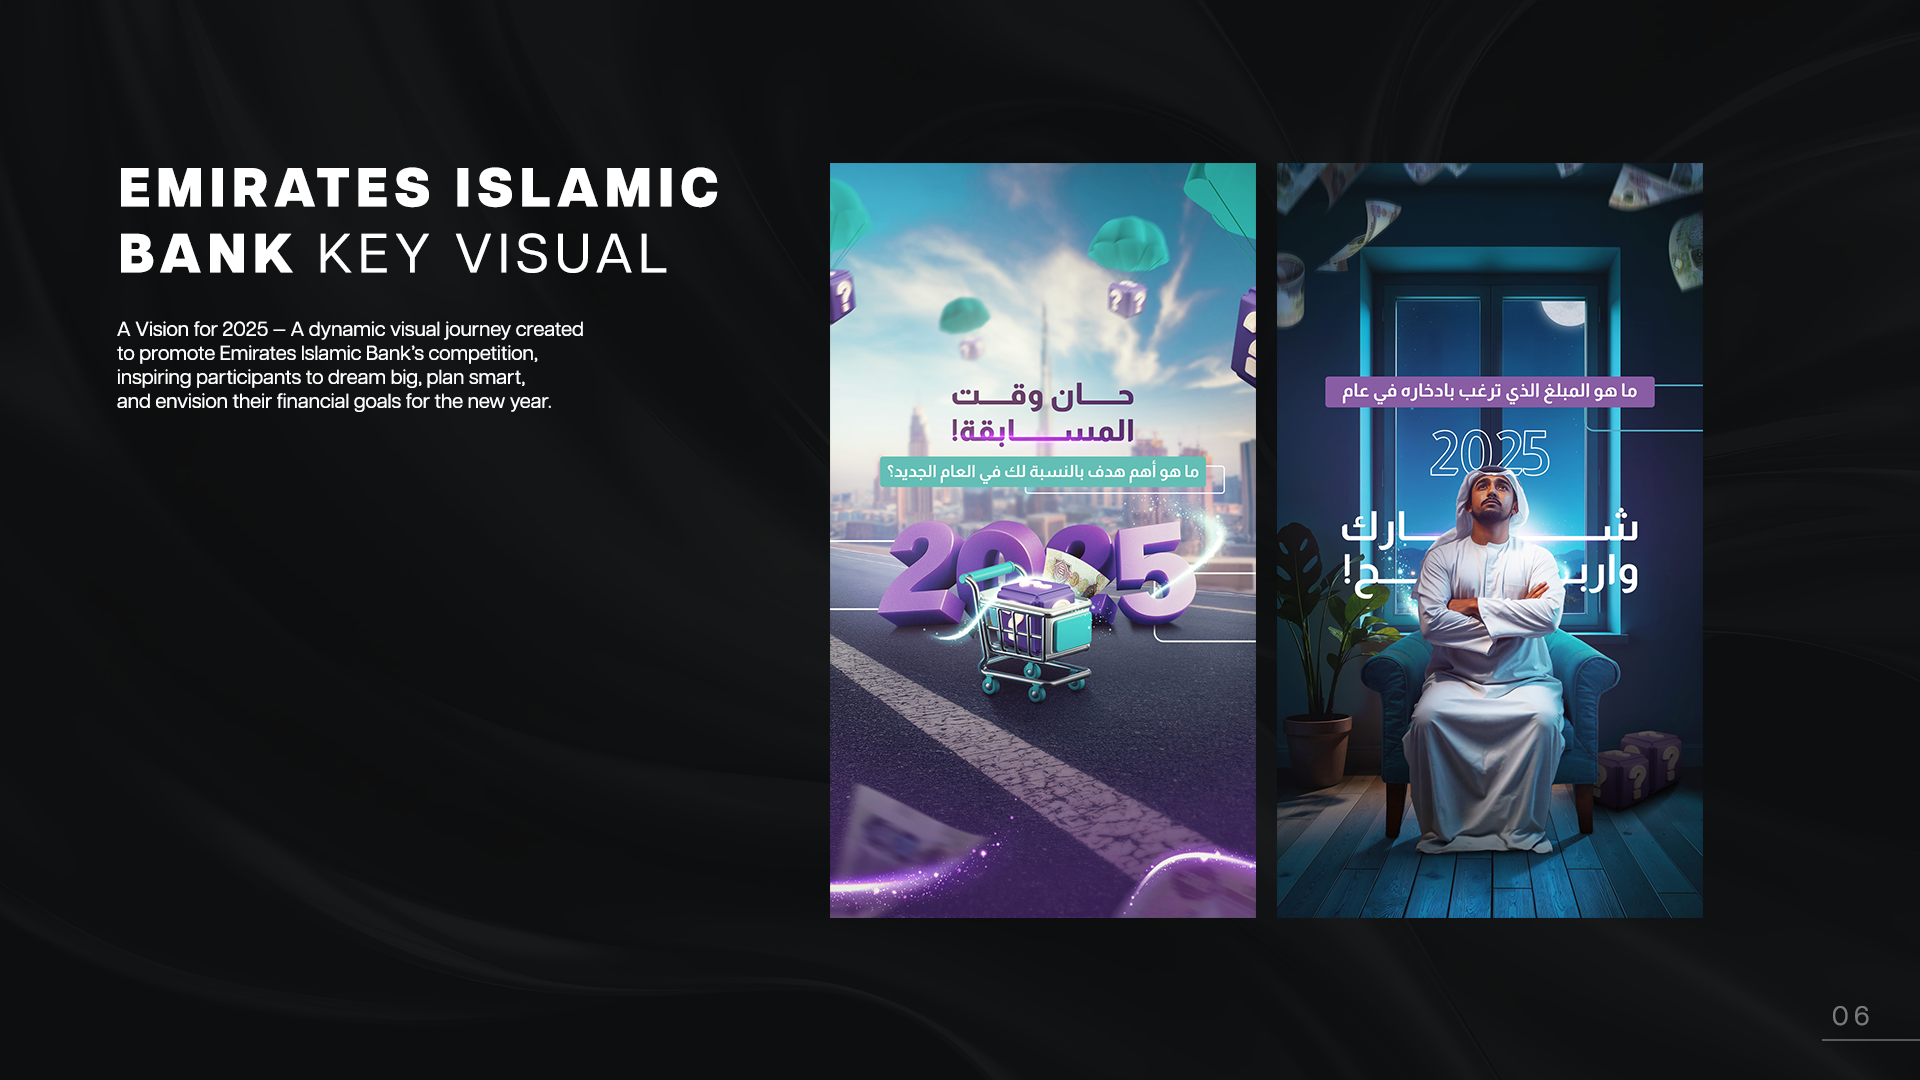 EMIRATES ISLAMIC
BANK KEY VISUAL
A Vision for 2025 – A dynamic visual journey created
to promote Emirates Islamic Bank’s competition,
inspiring participants to dream big, plan smart,
and envision their financial goals for the new year.
حـــان وقـــت
المســـــابقة!
ما هو أهم هدف بالنسبة لك في العام الجديد؟
2025
ما هو المبلغ الذي ترغب بادخاره في عام
2025
شـــــارك
واربـــــح!
06